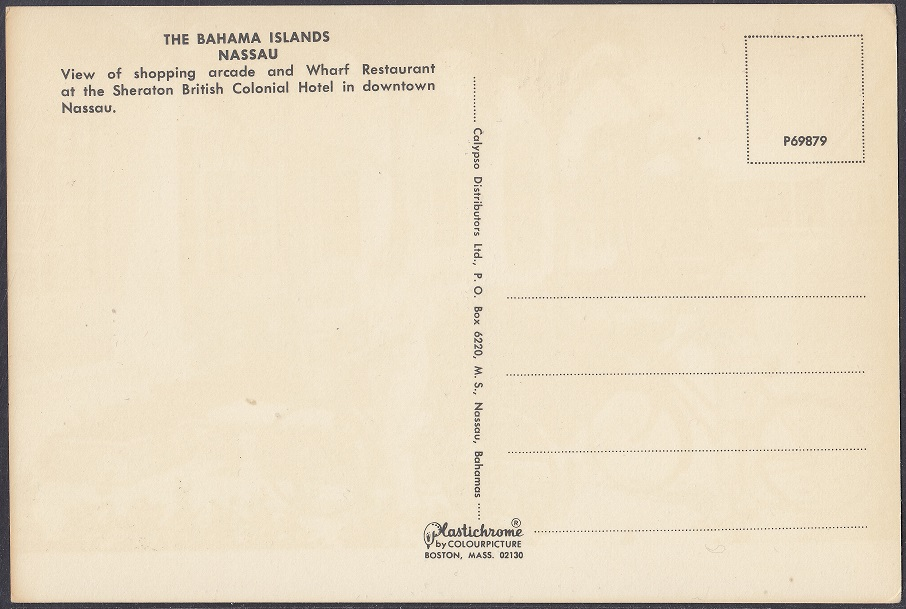 THE BAHAMA ISLANDS
NASSAU
View of shopping arcade and Wharf Restaurant
at the Sheraton British Colonial Hotel in downtown
Nassau.
P69879
Calypso Distributors Ltd., P. O. Box 6220, M. S., Nassau, Bahamas
Plastichrome®
by COLOURPICTURE
BOSTON, MASS. 02130